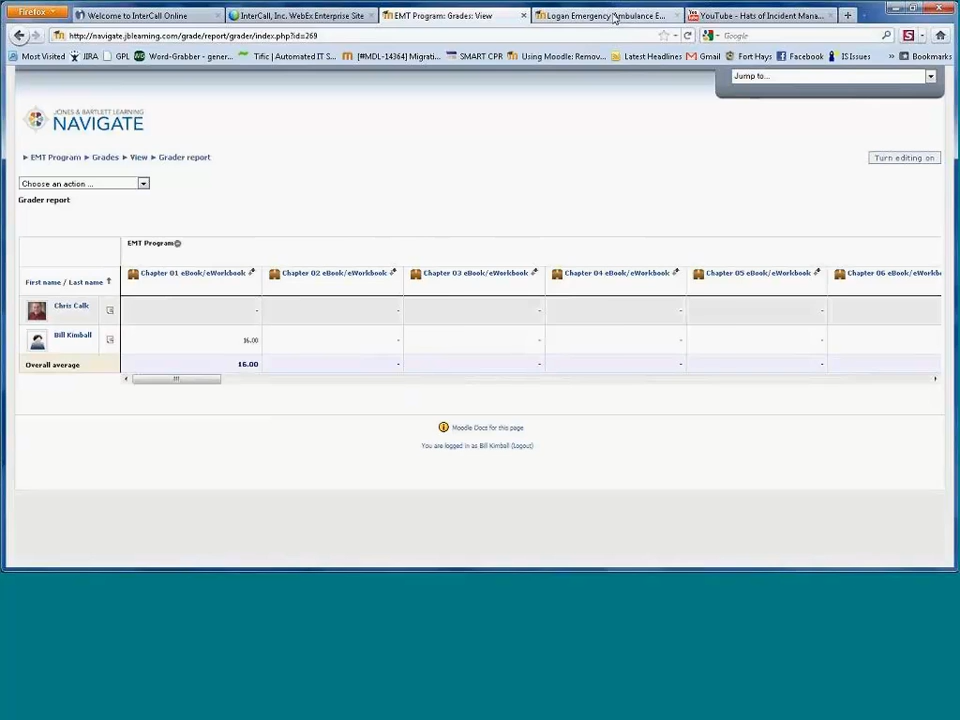 Firefox
Welcome to InterCall Online
InterCall, Inc. WebEx Enterprise Site
EMT Program: Grades: View
Logan Emergency Ambulance E...
YouTube - Hats of Incident Mana...
http://navigate.jblearning.com/grade/report/grader/index.php?id=269
Google
Most Visited
JIRA
GPL
Word-Grabber - gener...
Tific | Automated IT S...
[#MDL-14364] Migrati...
SMART CPR
Using Moodle: Remov...
Latest Headlines
Gmail
Fort Hays
Facebook
IS Issues
Bookmarks
Jump to...
JONES & BARTLETT LEARNING
NAVIGATE
EMT Program
Grades
View
Grader report
Turn editing on
Choose an action ...
Grader report
EMT Program
First name / Last name
Chapter 01 eBook/eWorkbook
Chapter 02 eBook/eWorkbook
Chapter 03 eBook/eWorkbook
Chapter 04 eBook/eWorkbook
Chapter 05 eBook/eWorkbook
Chapter 06 eBook/eWorkb
- - - - -
Bill Kimball
16.00 - - - -
Overall average
16.00 - - - -
Moodle Docs for this page
You are logged in as Bill Kimball (Logout)